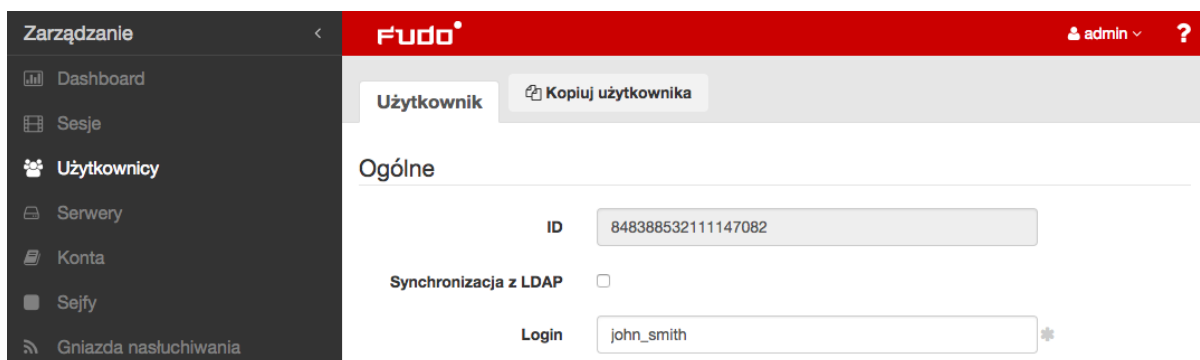 Zarządzanie
Dashboard
Sesje
Użytkownicy
Serwery
Konta
Sejfy
Gniazda nasłuchiwania
FUDO
admin
?
Użytkownik
Kopiuj użytkownika
Ogólne
ID 848388532111147082
Synchronizacja z LDAP
Login john_smith